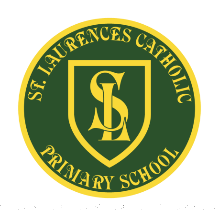 ST. LAURENCES CATHOLIC
SL
PRIMARY SCHOOL